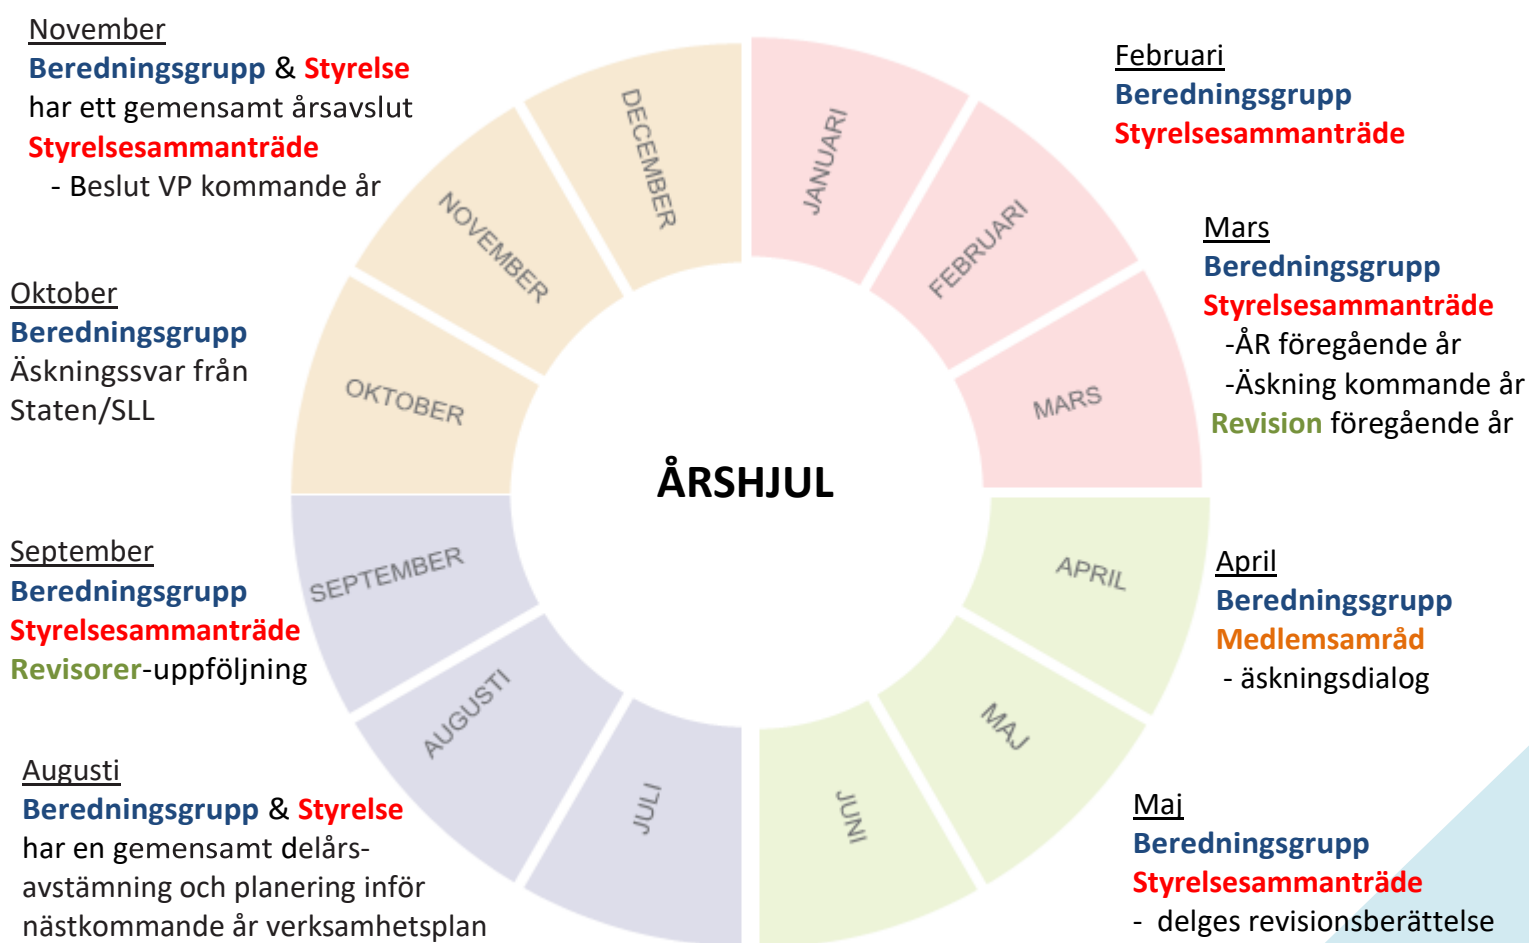 November
Beredningsgrupp & Styrelse
har ett gemensamt årsavslut
Styrelsesammanträde
- Beslut VP kommande år
Oktober
Beredningsgrupp
Äskningssvar från
Staten/SLL
September
Beredningsgrupp
Styrelsesammanträde
Revisorer-uppföljning
Augusti
Beredningsgrupp & Styrelse
har en gemensamt delårs-
avstämning och planering inför
nästkommande år verksamhetsplan
DECEMBER
JANUARI
NOVEMBER
FEBRUARI
OKTOBER
MARS
ÅRSHJUL
SEPTEMBER
APRIL
AUGUSTI
MAJ
JULI
JUNI
Februari
Beredningsgrupp
Styrelsesammanträde
Mars
Beredningsgrupp
Styrelsesammanträde
-ÅR föregående år
-Äskning kommande år
Revision föregående år
April
Beredningsgrupp
Medlemsamråd
- äskningsdialog
Maj
Beredningsgrupp
Styrelsesammanträde
- delges revisionsberättelse